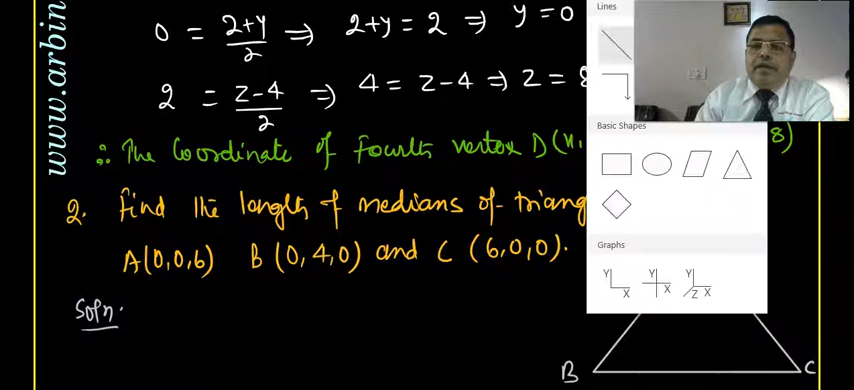 www.arbin
0 = (2+y)/2 ⇒ 2+y = 2 ⇒ y = 0
2 = (z-4)/2 ⇒ 4 = z-4 ⇒ z = 8
∴ The Coordinate of fourth vertex D (x, 8)
2. find the length of medians of triang
A(0,0,6) B(0,4,0) and C(6,0,0).
Soln.
B C
Lines
Basic Shapes
Graphs
Y X Y X Y Z X